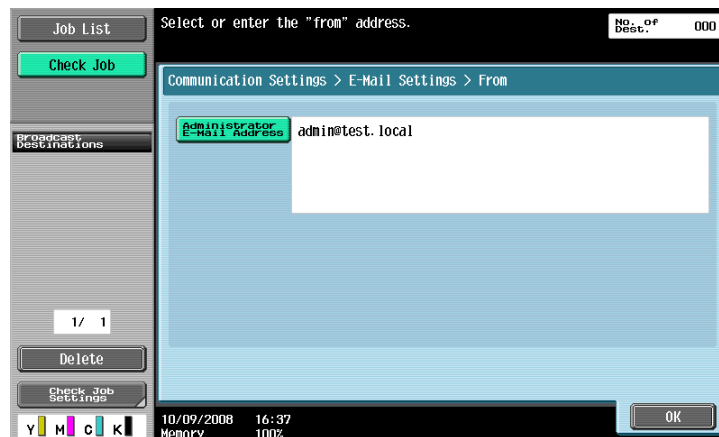 Job List
Check Job
Broadcast
Destinations
1/ 1
Delete
Check Job
Settings
Y M C K
Select or enter the "from" address.
No. of
Dest.
000
Communication Settings > E-Mail Settings > From
Administrator
E-Mail Address
admin@test.local
OK
10/09/2008 16:37
Memory 100%